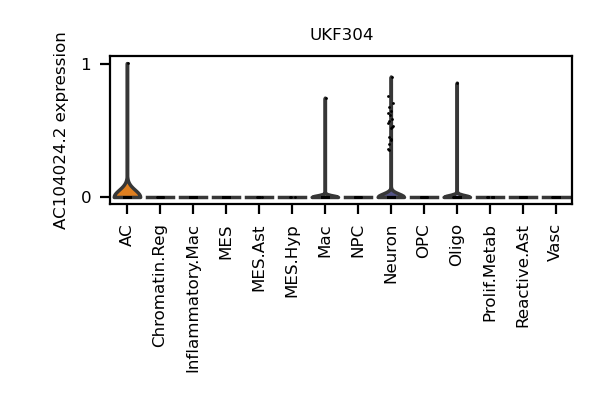 UKF304
AC104024.2 expression
1
0
AC
Chromatin.Reg
Inflammatory.Mac
MES
MES.Ast
MES.Hyp
Mac
NPC
Neuron
OPC
Oligo
Prolif.Metab
Reactive.Ast
Vasc